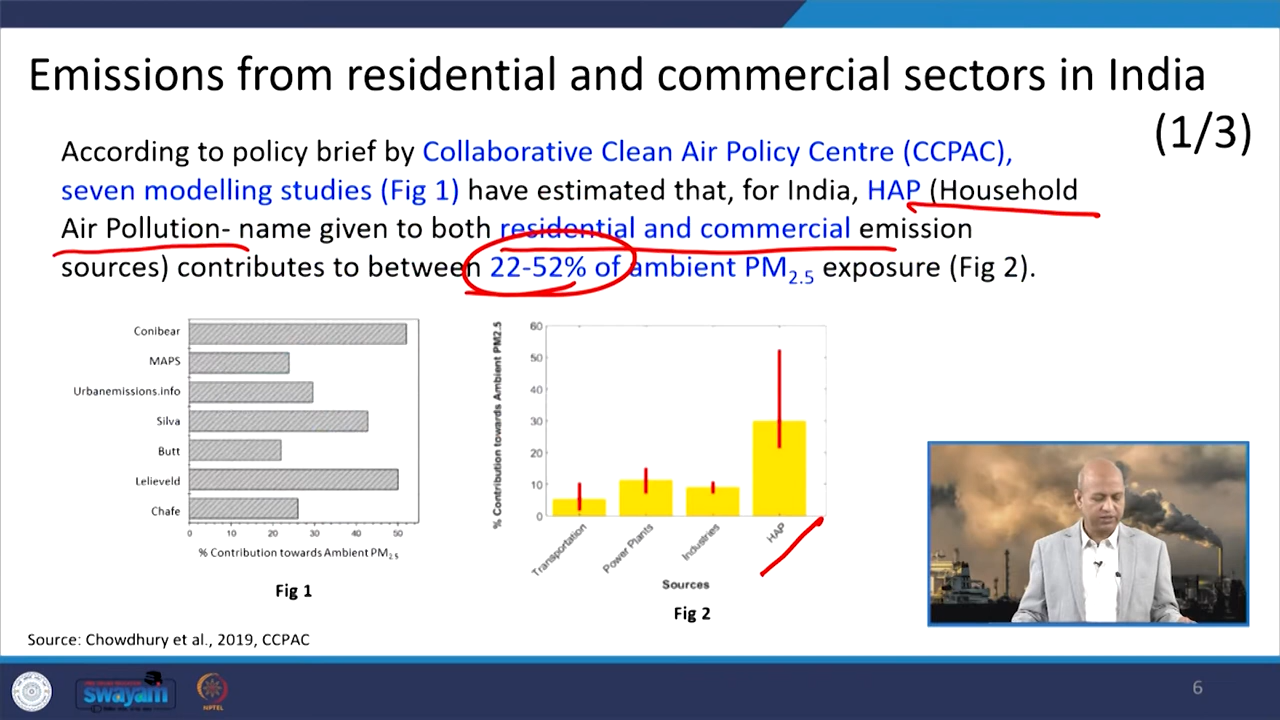 Emissions from residential and commercial sectors in India
(1/3)
According to policy brief by Collaborative Clean Air Policy Centre (CCPAC),
seven modelling studies (Fig 1) have estimated that, for India, HAP (Household
Air Pollution- name given to both residential and commercial emission
sources) contributes to between 22-52% of ambient PM2.5 exposure (Fig 2).
Conibear
MAPS
Urbanemissions.info
Silva
Butt
Lelieveld
Chafe
0 10 20 30 40 50
% Contribution towards Ambient PM2.5
Fig 1
% Contribution towards Ambient PM2.5
60
50
40
30
20
10
0
Transportation
Power Plants
Industries
HAP
Sources
Fig 2
Source: Chowdhury et al., 2019, CCPAC
swayam
NPTEL
6